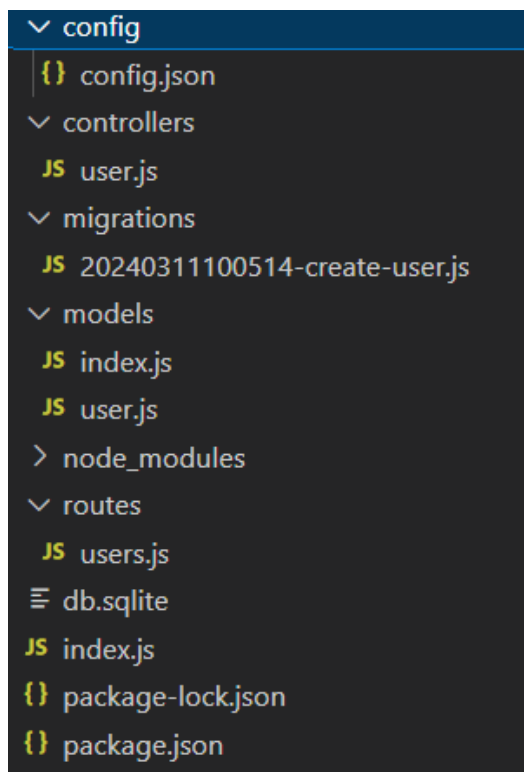 config
{} config.json
controllers
JS user.js
migrations
JS 20240311100514-create-user.js
models
JS index.js
JS user.js
node_modules
routes
JS users.js
db.sqlite
JS index.js
{} package-lock.json
{} package.json